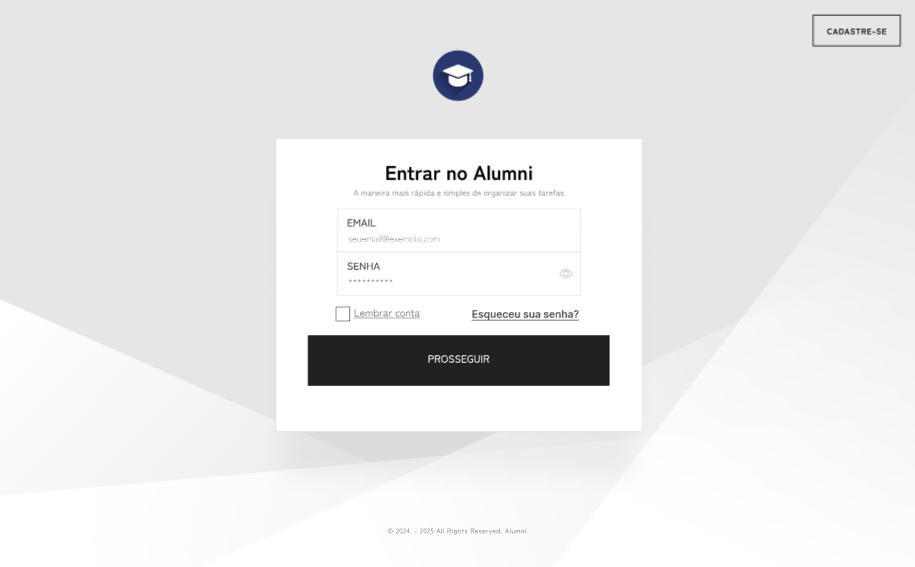 CADASTRE-SE
Entrar no Alumni
A maneira mais rápida e simples de organizar suas tarefas
EMAIL
seuemail@exemplo.com
SENHA
**********
Lembrar conta
Esqueceu sua senha?
PROSSEGUIR
© 2024. - 2025 All Rights Reserved. Alumni